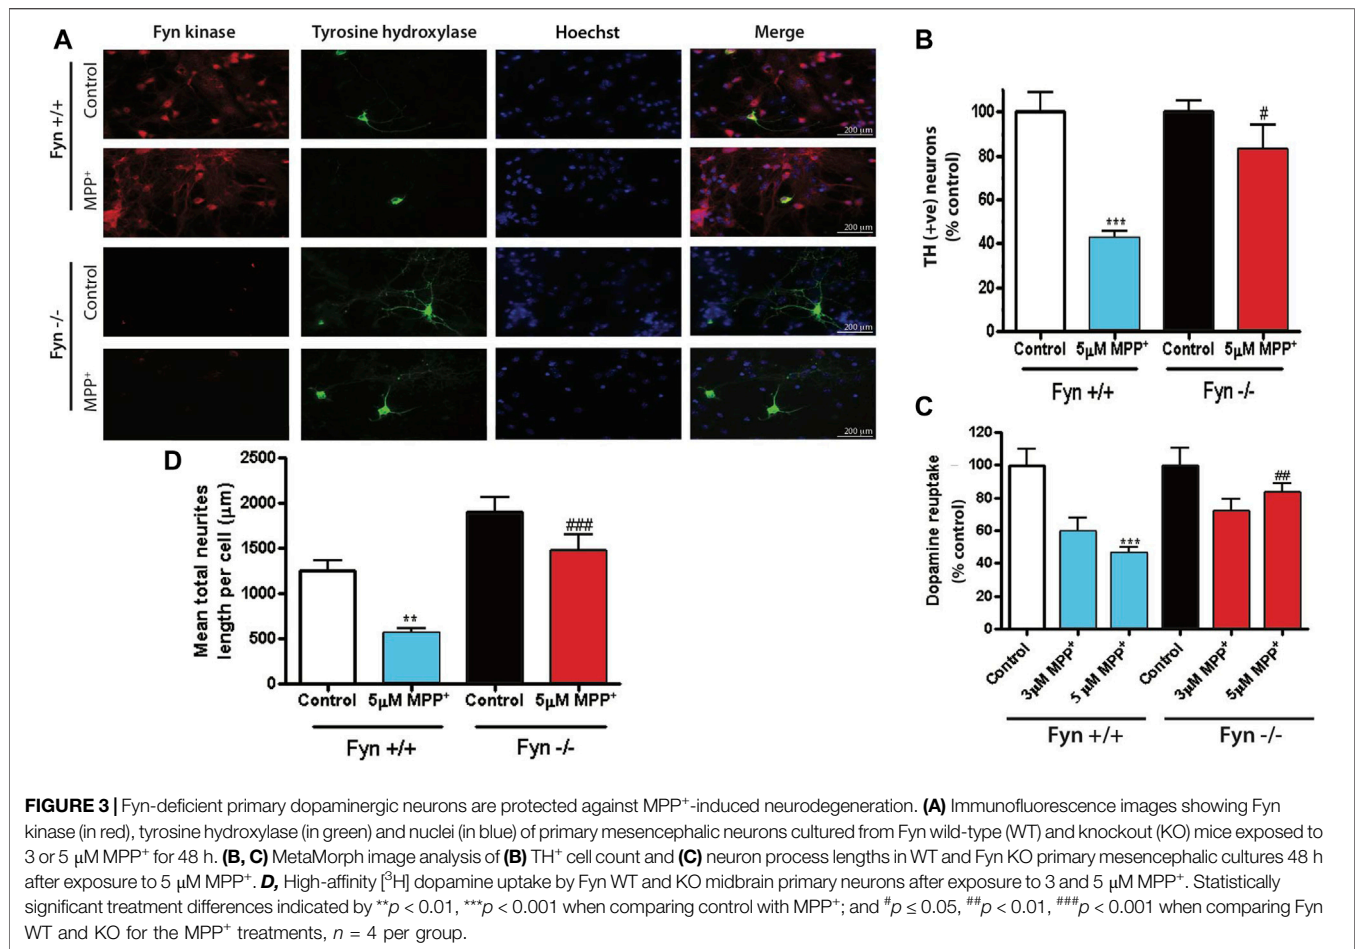 A
Fyn kinase
Tyrosine hydroxylase
Hoechst
Merge
Fyn +/+
Control
200 µm
MPP⁺
200 µm
Fyn -/-
Control
200 µm
MPP⁺
200 µm
B
TH (+ve) neurons
(% control)
100
80
60
40
20
0
***
#
Control
5µM MPP⁺
Control
5µM MPP⁺
Fyn +/+
Fyn -/-
C
Dopamine reuptake
(% control)
120
100
80
60
40
20
0
***
##
Control
3µM MPP⁺
5 µM MPP⁺
Control
3µM MPP⁺
5µM MPP⁺
Fyn +/+
Fyn -/-
D
Mean total neurites
length per cell (µm)
2500
2000
1500
1000
500
0
**
###
Control
5µM MPP⁺
Control
5µM MPP⁺
Fyn +/+
Fyn -/-
FIGURE 3 | Fyn-deficient primary dopaminergic neurons are protected against MPP⁺-induced neurodegeneration. (A) Immunofluorescence images showing Fyn
kinase (in red), tyrosine hydroxylase (in green) and nuclei (in blue) of primary mesencephalic neurons cultured from Fyn wild-type (WT) and knockout (KO) mice exposed to
3 or 5 µM MPP⁺ for 48 h. (B, C) MetaMorph image analysis of (B) TH⁺ cell count and (C) neuron process lengths in WT and Fyn KO primary mesencephalic cultures 48 h
after exposure to 5 µM MPP⁺. D, High-affinity [³H] dopamine uptake by Fyn WT and KO midbrain primary neurons after exposure to 3 and 5 µM MPP⁺. Statistically
significant treatment differences indicated by **p < 0.01, ***p < 0.001 when comparing control with MPP⁺; and #p ≤ 0.05, ##p < 0.01, ###p < 0.001 when comparing Fyn
WT and KO for the MPP⁺ treatments, n = 4 per group.